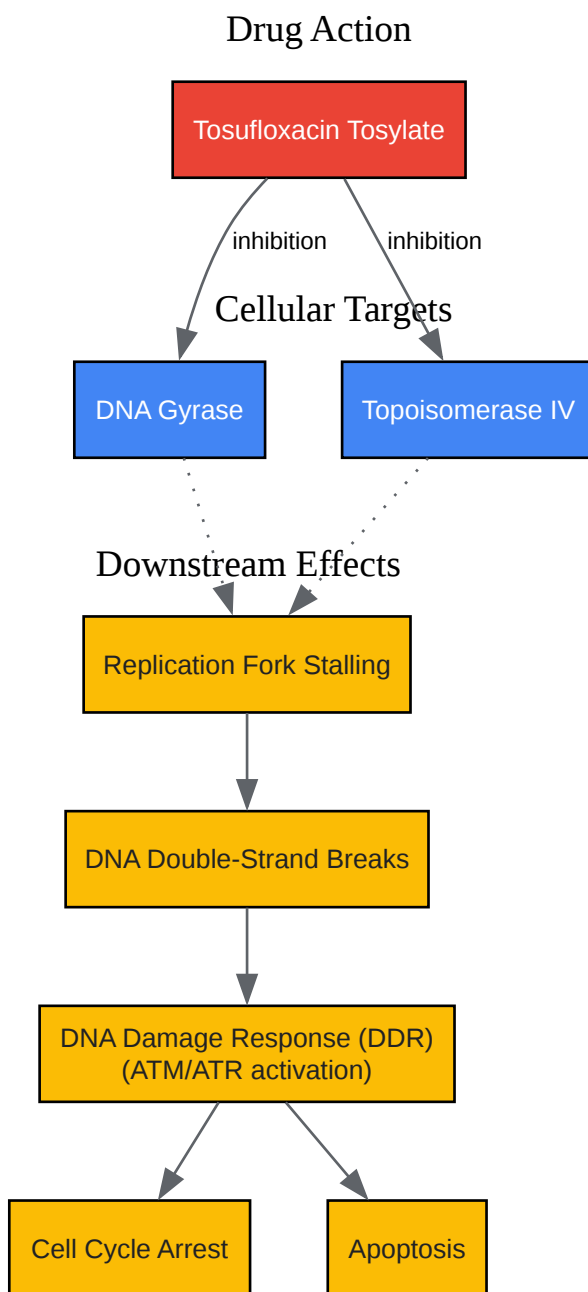 Drug Action
Tosufloxacin Tosylate
inhibition
inhibition
Cellular Targets
DNA Gyrase
Topoisomerase IV
Downstream Effects
Replication Fork Stalling
DNA Double-Strand Breaks
DNA Damage Response (DDR)
(ATM/ATR activation)
Cell Cycle Arrest
Apoptosis